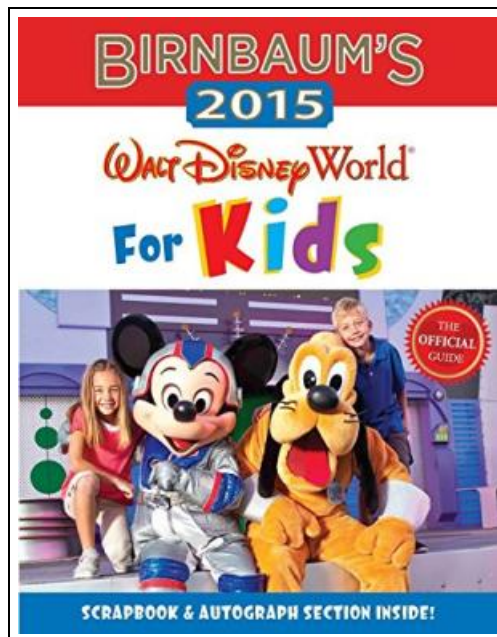 BIRNBAUM'S
2015
WALT DISNEY World®
For Kids
THE
OFFICIAL
GUIDE
SCRAPBOOK & AUTOGRAPH SECTION INSIDE!